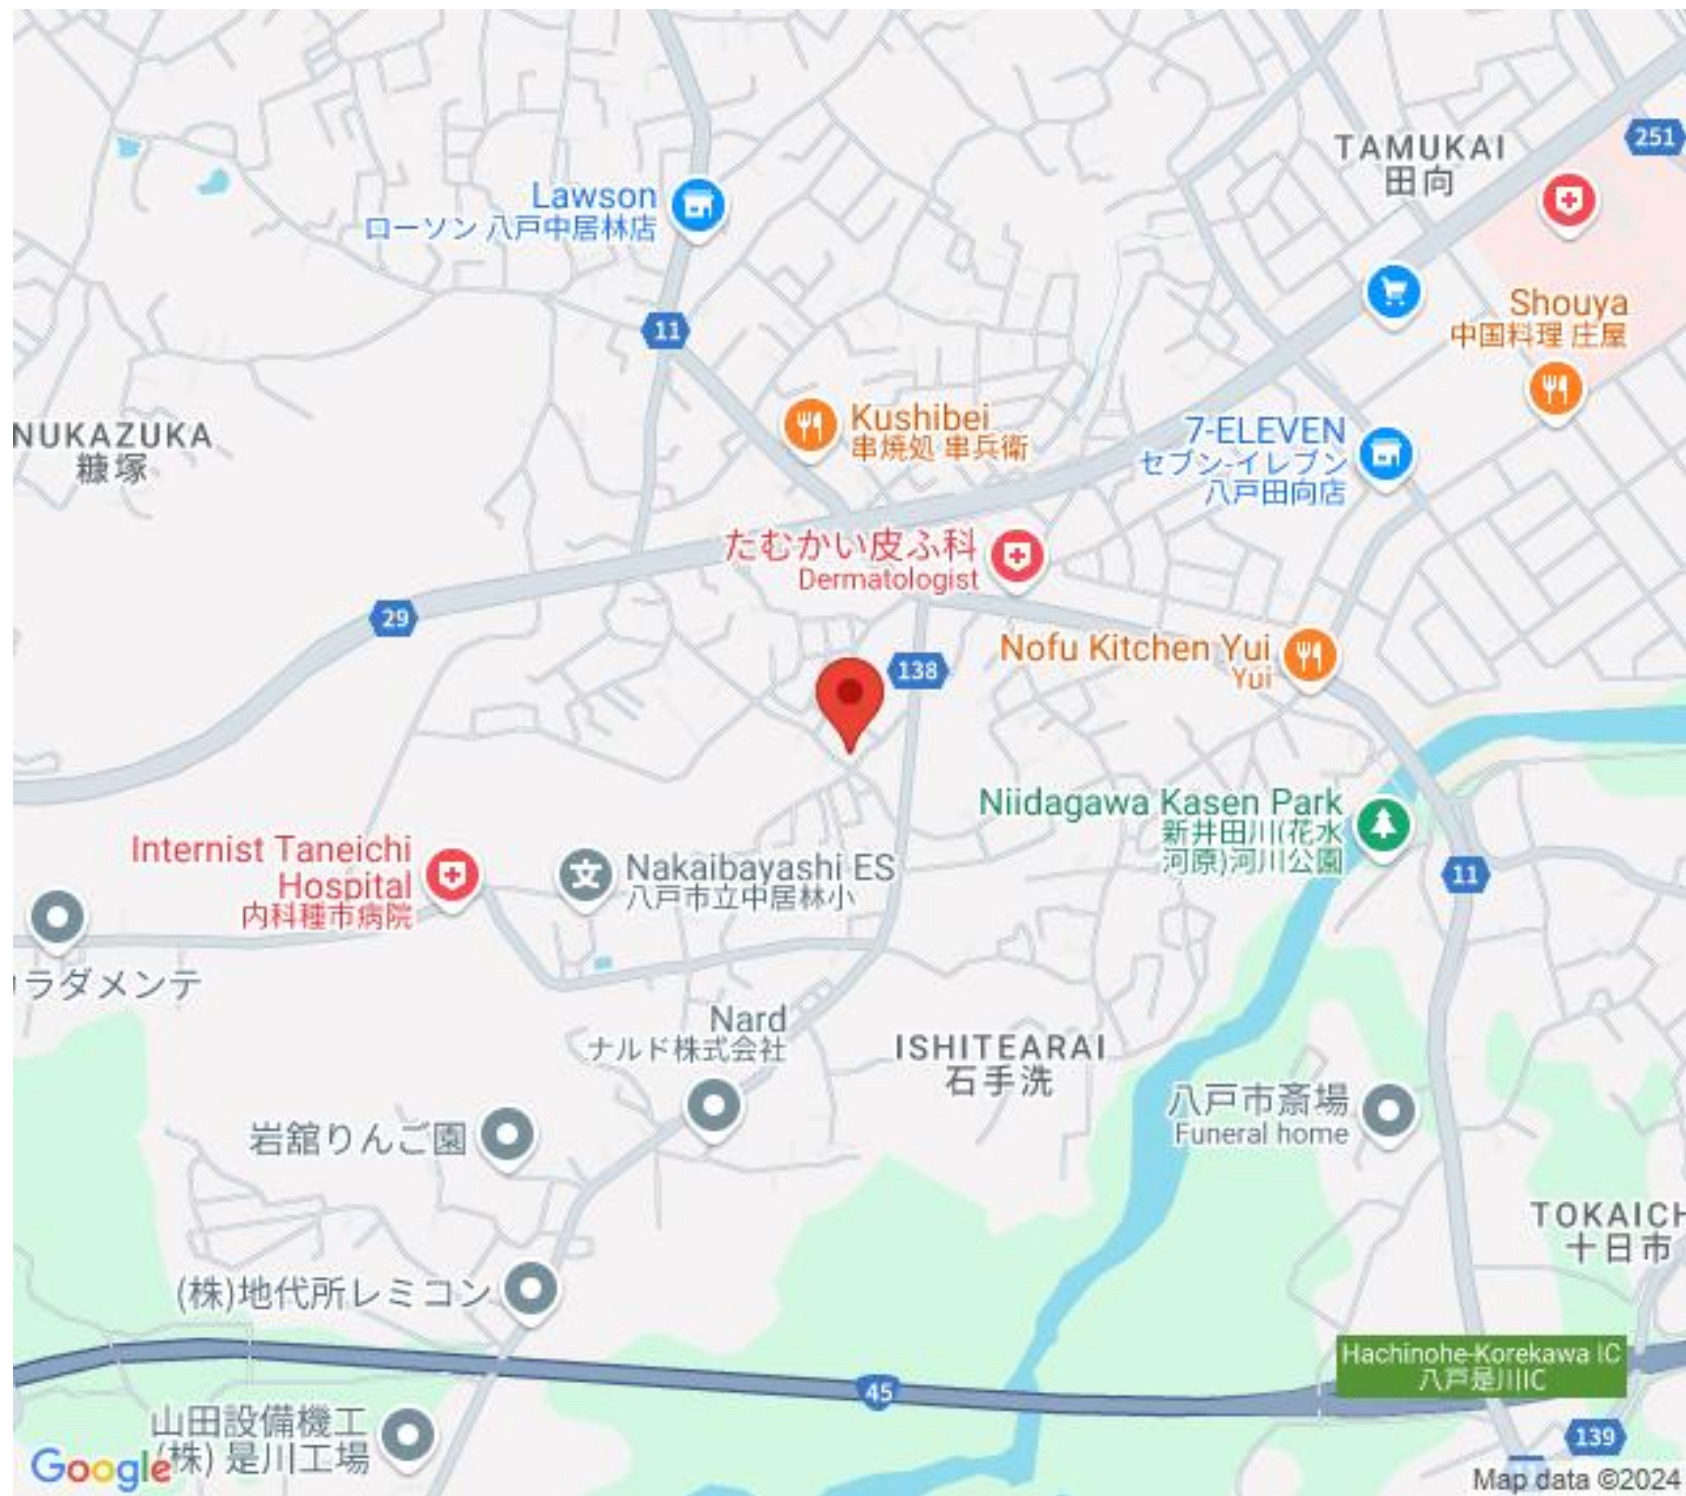 TAMUKAI
田向
251
Lawson
ローソン 八戸中居林店
Shouya
中国料理 庄屋
11
Kushibei
串焼処 串兵衛
7-ELEVEN
セブン-イレブン
八戸田向店
NUKAZUKA
糠塚
たむかい皮ふ科
Dermatologist
29
Nofu Kitchen Yui
Yui
138
Niidagawa Kasen Park
新井田川(花水
河原)河川公園
Internist Taneichi
Hospital
内科種市病院
Nakaibayashi ES
八戸市立中居林小
文
11
ラダメンテ
Nard
ナルド株式会社
ISHITEARAI
石手洗
八戸市斎場
Funeral home
岩舘りんご園
TOKAICH
十日市
(株)地代所レミコン
Hachinohe-Korekawa IC
八戸是川IC
45
山田設備機工
(株) 是川工場
139
Google
Map data ©2024